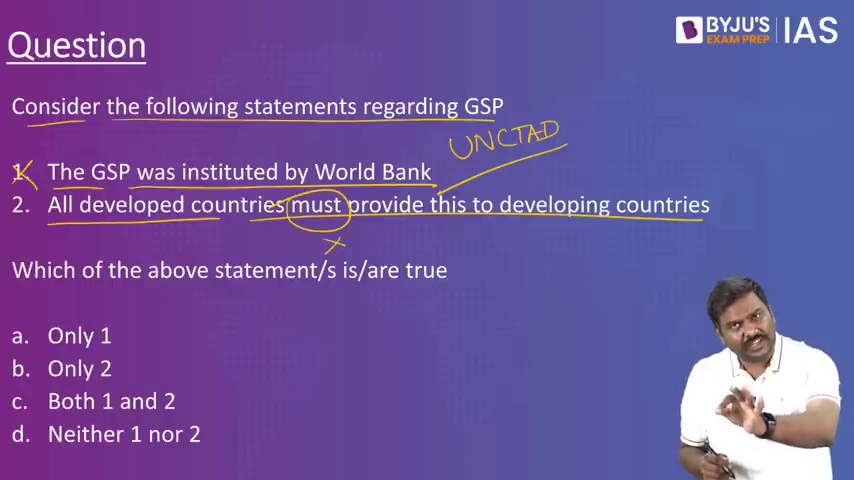 Question
BYJU'S
EXAM PREP
IAS
Consider the following statements regarding GSP
UNCTAD
1. The GSP was instituted by World Bank
2. All developed countries must provide this to developing countries
Which of the above statement/s is/are true
a. Only 1
b. Only 2
c. Both 1 and 2
d. Neither 1 nor 2